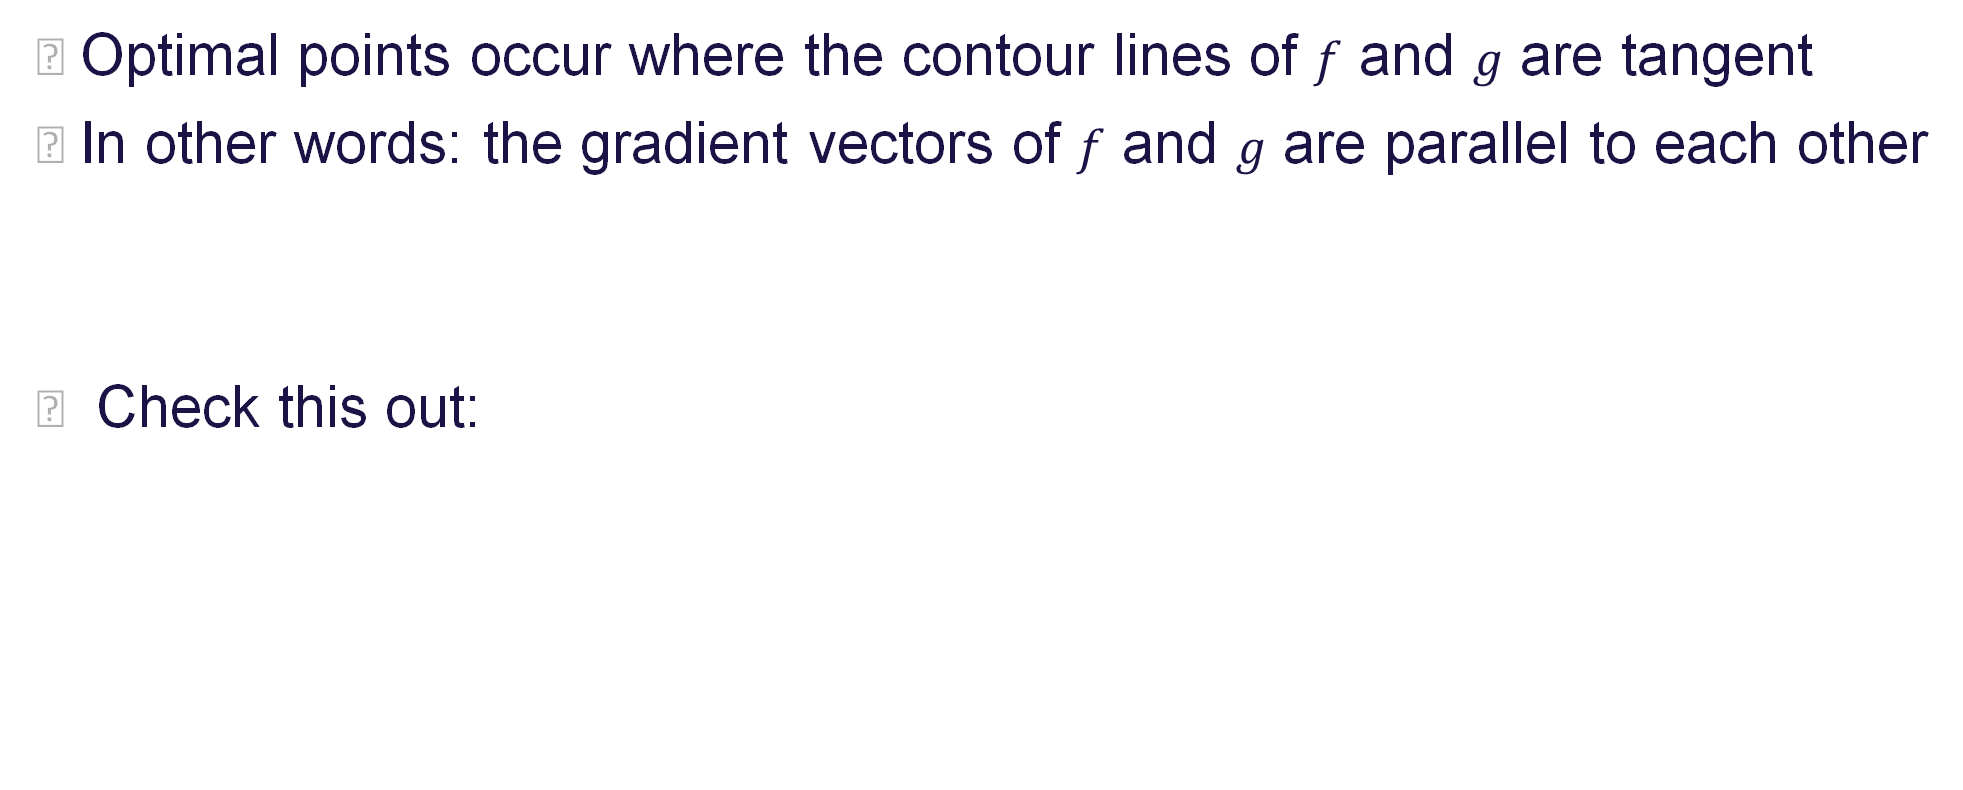 Optimal points occur where the contour lines of f and g are tangent
In other words: the gradient vectors of f and g are parallel to each other
Check this out: